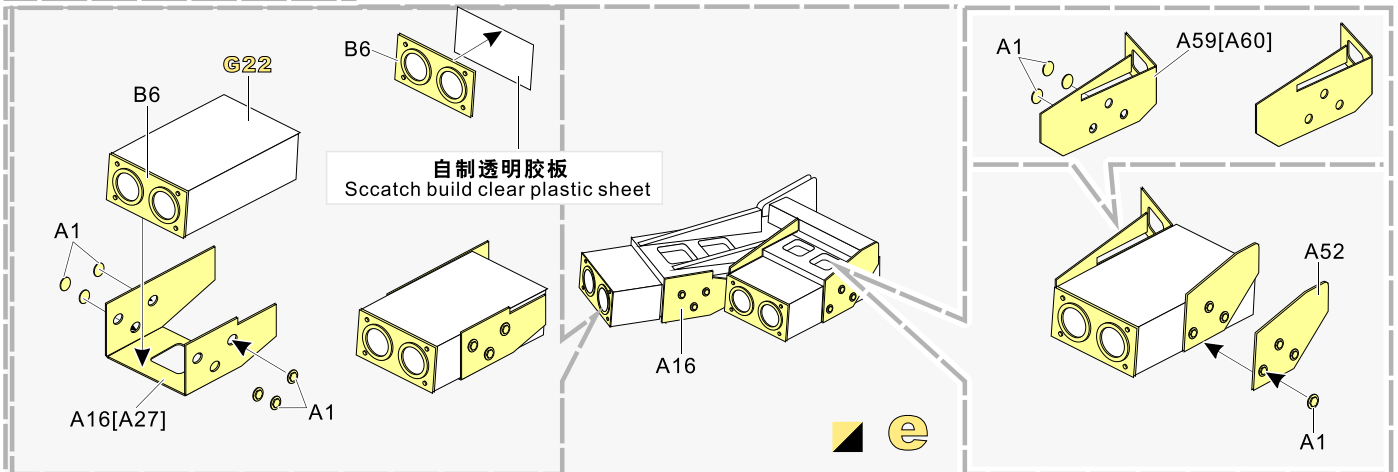 G22
B6
A1
A16[A27]
A1
B6
自制透明胶板
Sccatch build clear plastic sheet
A16
e
A1
A59[A60]
A52
A1